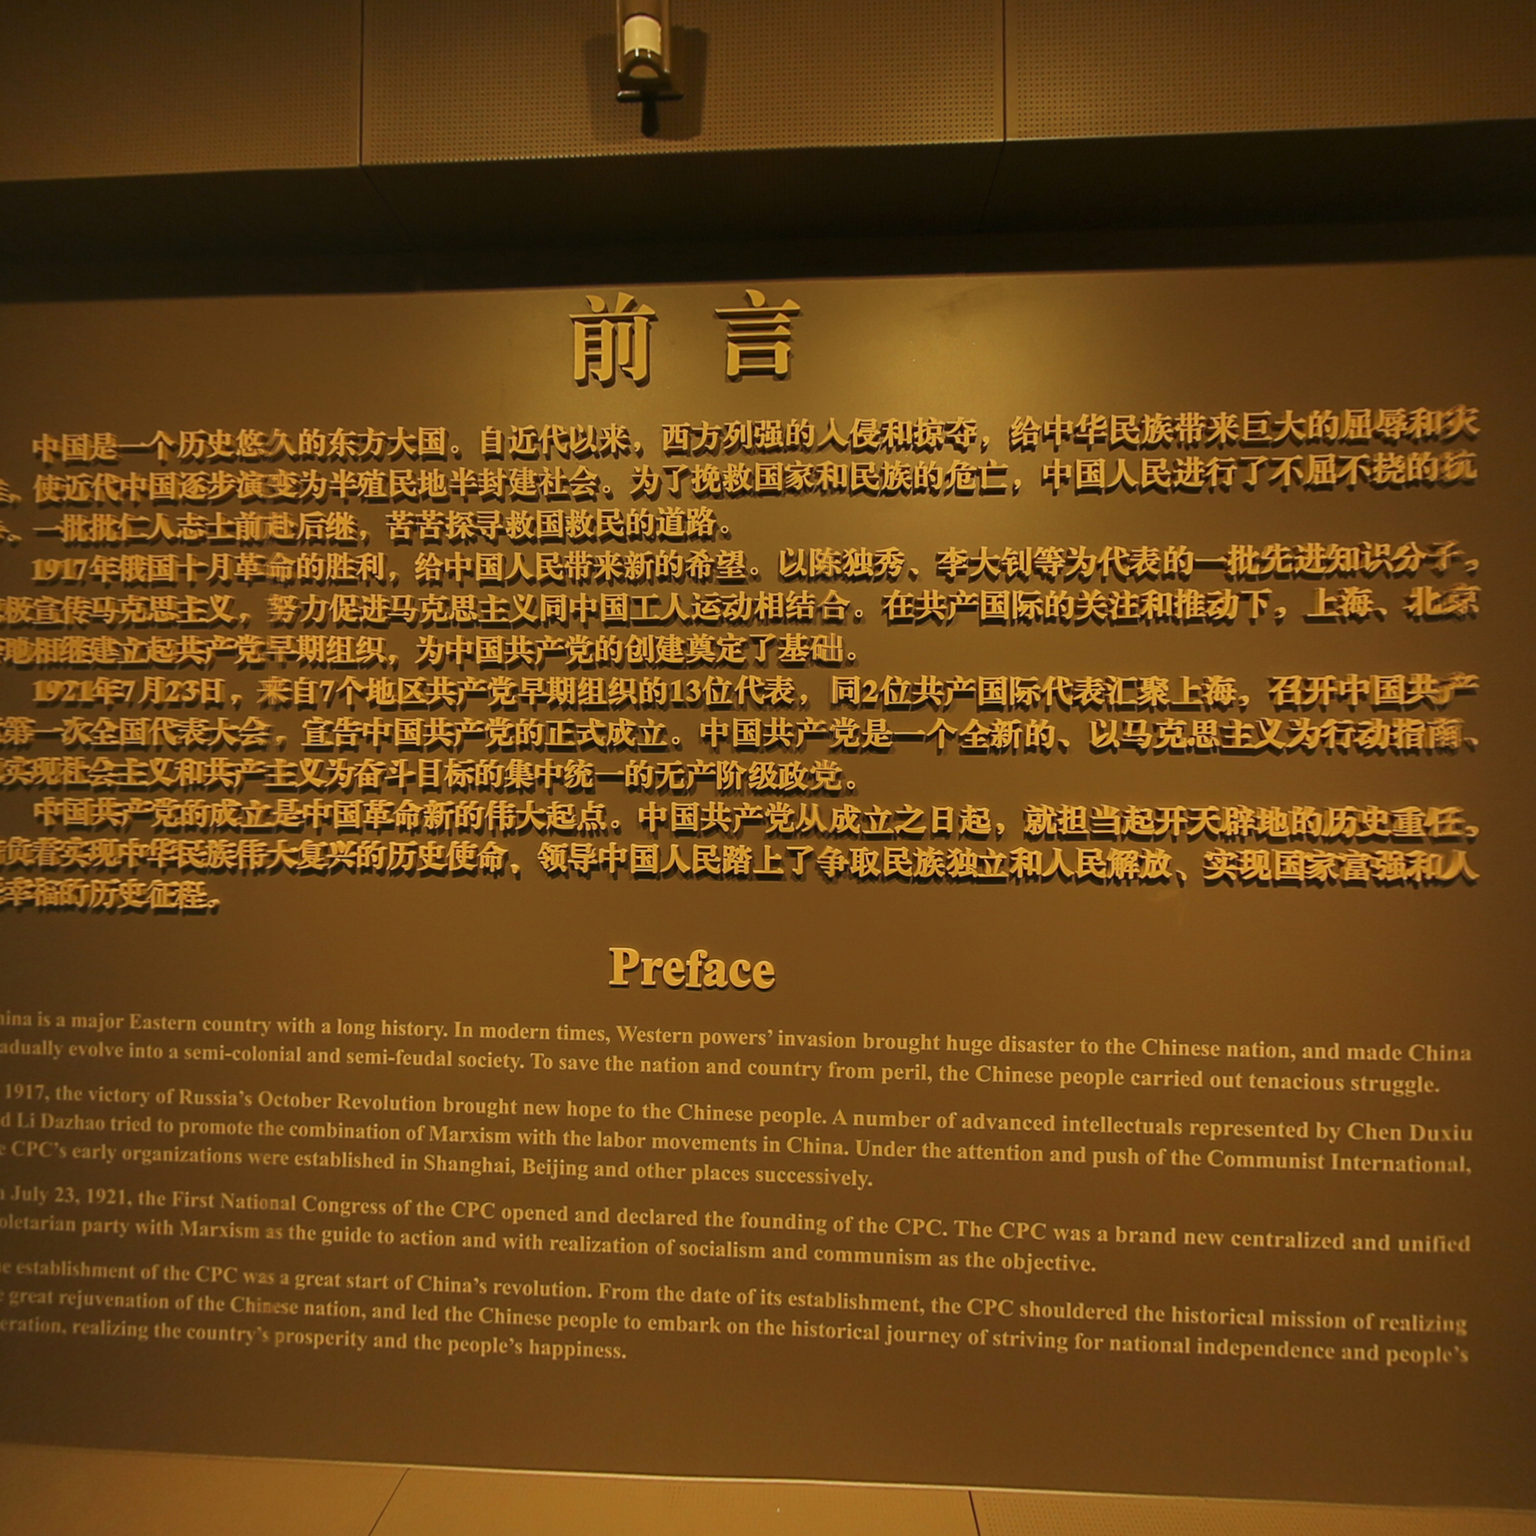 前言
中国是一个历史悠久的东方大国。自近代以来，西方列强的入侵和掠夺，给中华民族带来巨大的屈辱和灾
，使近代中国逐步演变为半殖民地半封建社会。为了挽救国家和民族的危亡，中国人民进行了不屈不挠的抗
、一批批仁人志士前赴后继，苦苦探寻救国救民的道路。
1917年俄国十月革命的胜利，给中国人民带来新的希望。以陈独秀、李大钊等为代表的一批先进知识分子，
极宣传马克思主义，努力促进马克思主义同中国工人运动相结合。在共产国际的关注和推动下，上海、北京
地相继建立起共产党早期组织，为中国共产党的创建奠定了基础。
1921年7月23日，来自7个地区共产党早期组织的13位代表，同2位共产国际代表汇聚上海，召开中国共产
第一次全国代表大会，宣告中国共产党的正式成立。中国共产党是一个全新的、以马克思主义为行动指南、
实现社会主义和共产主义为奋斗目标的集中统一的无产阶级政党。
中国共产党的成立是中国革命新的伟大起点。中国共产党从成立之日起，就担当起开天辟地的历史重任，
负着实现中华民族伟大复兴的历史使命，领导中国人民踏上了争取民族独立和人民解放、实现国家富强和人
幸福的历史征程。
Preface
hina is a major Eastern country with a long history. In modern times, Western powers' invasion brought huge disaster to the Chinese nation, and made China
adually evolve into a semi-colonial and semi-feudal society. To save the nation and country from peril, the Chinese people carried out tenacious struggle.
1917, the victory of Russia's October Revolution brought new hope to the Chinese people. A number of advanced intellectuals represented by Chen Duxiu
d Li Dazhao tried to promote the combination of Marxism with the labor movements in China. Under the attention and push of the Communist International,
e CPC's early organizations were established in Shanghai, Beijing and other places successively.
n July 23, 1921, the First National Congress of the CPC opened and declared the founding of the CPC. The CPC was a brand new centralized and unified
oletarian party with Marxism as the guide to action and with realization of socialism and communism as the objective.
e establishment of the CPC was a great start of China's revolution. From the date of its establishment, the CPC shouldered the historical mission of realizing
e great rejuvenation of the Chinese nation, and led the Chinese people to embark on the historical journey of striving for national independence and people's
eration, realizing the country's prosperity and the people's happiness.